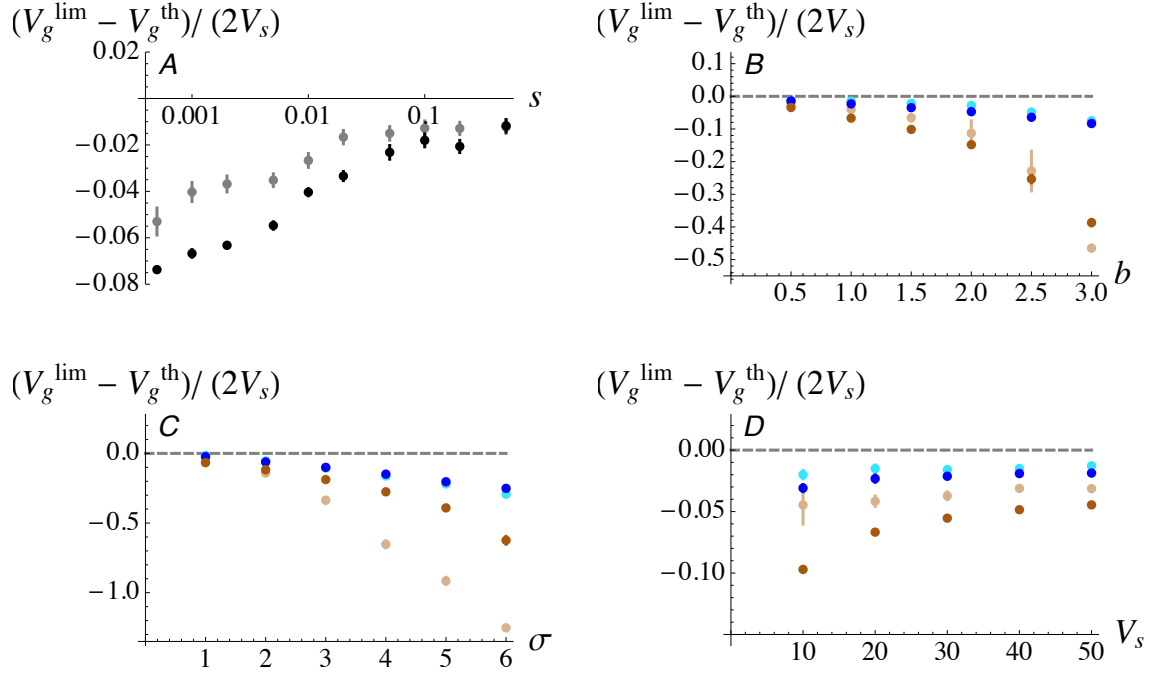 (V_g^lim − V_g^th)/ (2V_s)
0.02
A
s
0.001
0.01
0.1
−0.02
−0.04
−0.06
−0.08
(V_g^lim − V_g^th)/ (2V_s)
0.1
B
0.0
−0.1
−0.2
−0.3
−0.4
−0.5
0.5 1.0 1.5 2.0 2.5 3.0
b
(V_g^lim − V_g^th)/ (2V_s)
C
0.0
−0.5
−1.0
1 2 3 4 5 6
σ
(V_g^lim − V_g^th)/ (2V_s)
D
0.00
−0.05
−0.10
10 20 30 40 50
V_s